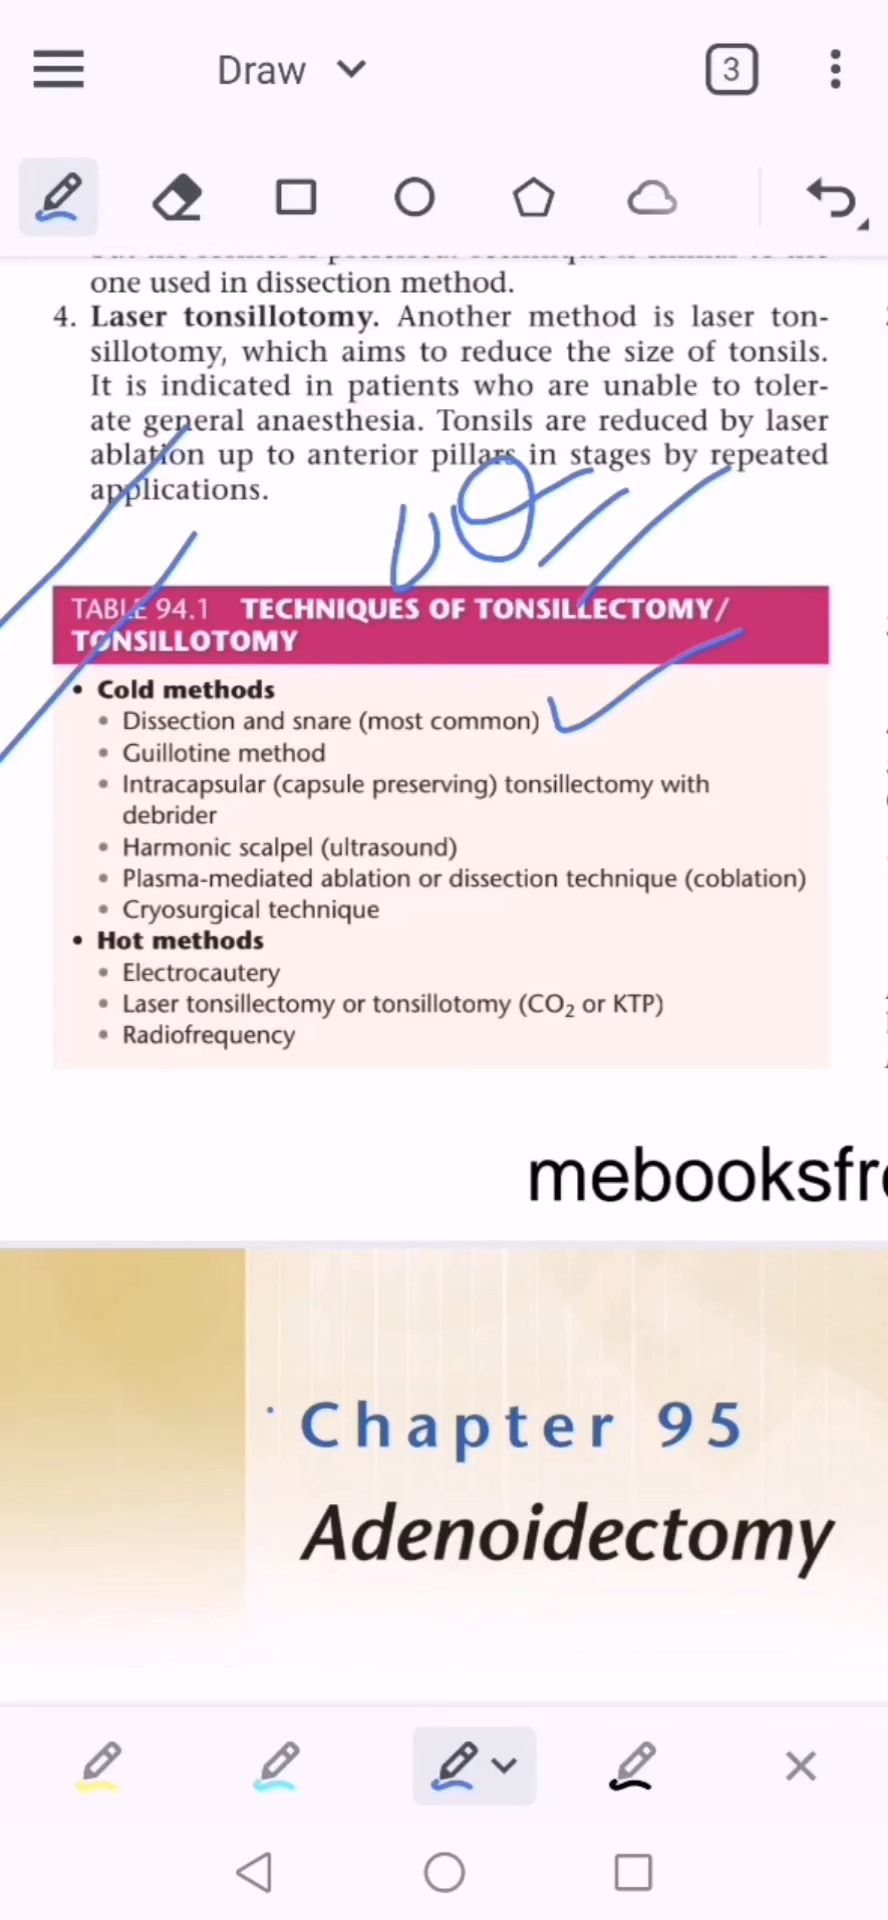 Draw
3
one used in dissection method.
4. Laser tonsillotomy. Another method is laser ton-
sillotomy, which aims to reduce the size of tonsils.
It is indicated in patients who are unable to toler-
ate general anaesthesia. Tonsils are reduced by laser
ablation up to anterior pillars in stages by repeated
applications.
TABLE 94.1 TECHNIQUES OF TONSILLECTOMY/
TONSILLOTOMY
• Cold methods
• Dissection and snare (most common)
• Guillotine method
• Intracapsular (capsule preserving) tonsillectomy with
debrider
• Harmonic scalpel (ultrasound)
• Plasma-mediated ablation or dissection technique (coblation)
• Cryosurgical technique
• Hot methods
• Electrocautery
• Laser tonsillectomy or tonsillotomy (CO₂ or KTP)
• Radiofrequency
mebooksfr
Chapter 95
Adenoidectomy